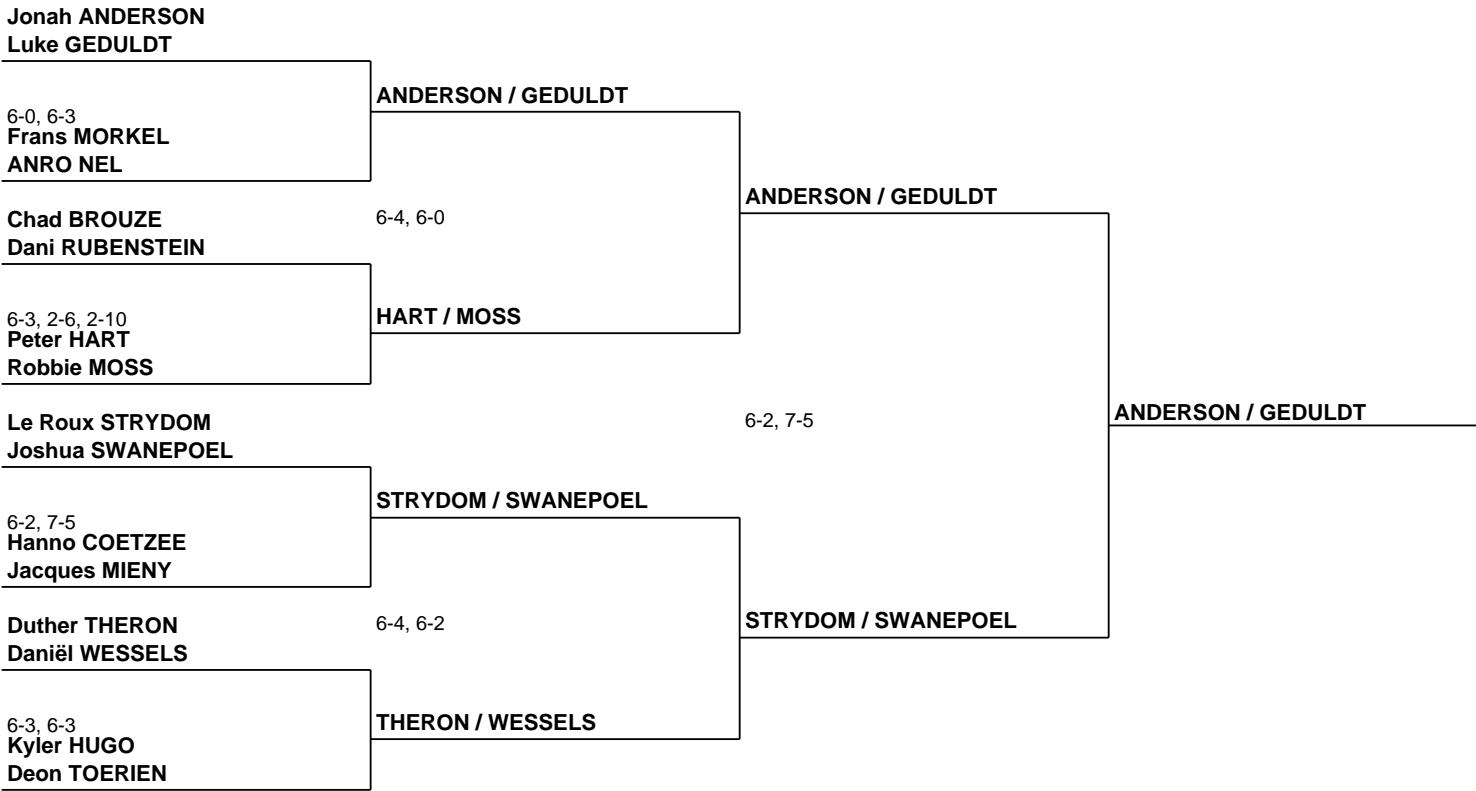 Jonah ANDERSON
Luke GEDULDT
ANDERSON / GEDULDT
6-0, 6-3
Frans MORKEL
ANRO NEL
ANDERSON / GEDULDT
Chad BROUZE
6-4, 6-0
Dani RUBENSTEIN
6-3, 2-6, 2-10
HART / MOSS
Peter HART
Robbie MOSS
Le Roux STRYDOM
6-2, 7-5
ANDERSON / GEDULDT
Joshua SWANEPOEL
STRYDOM / SWANEPOEL
6-2, 7-5
Hanno COETZEE
Jacques MIENY
Duther THERON
6-4, 6-2
STRYDOM / SWANEPOEL
Daniël WESSELS
6-3, 6-3
THERON / WESSELS
Kyler HUGO
Deon TOERIEN